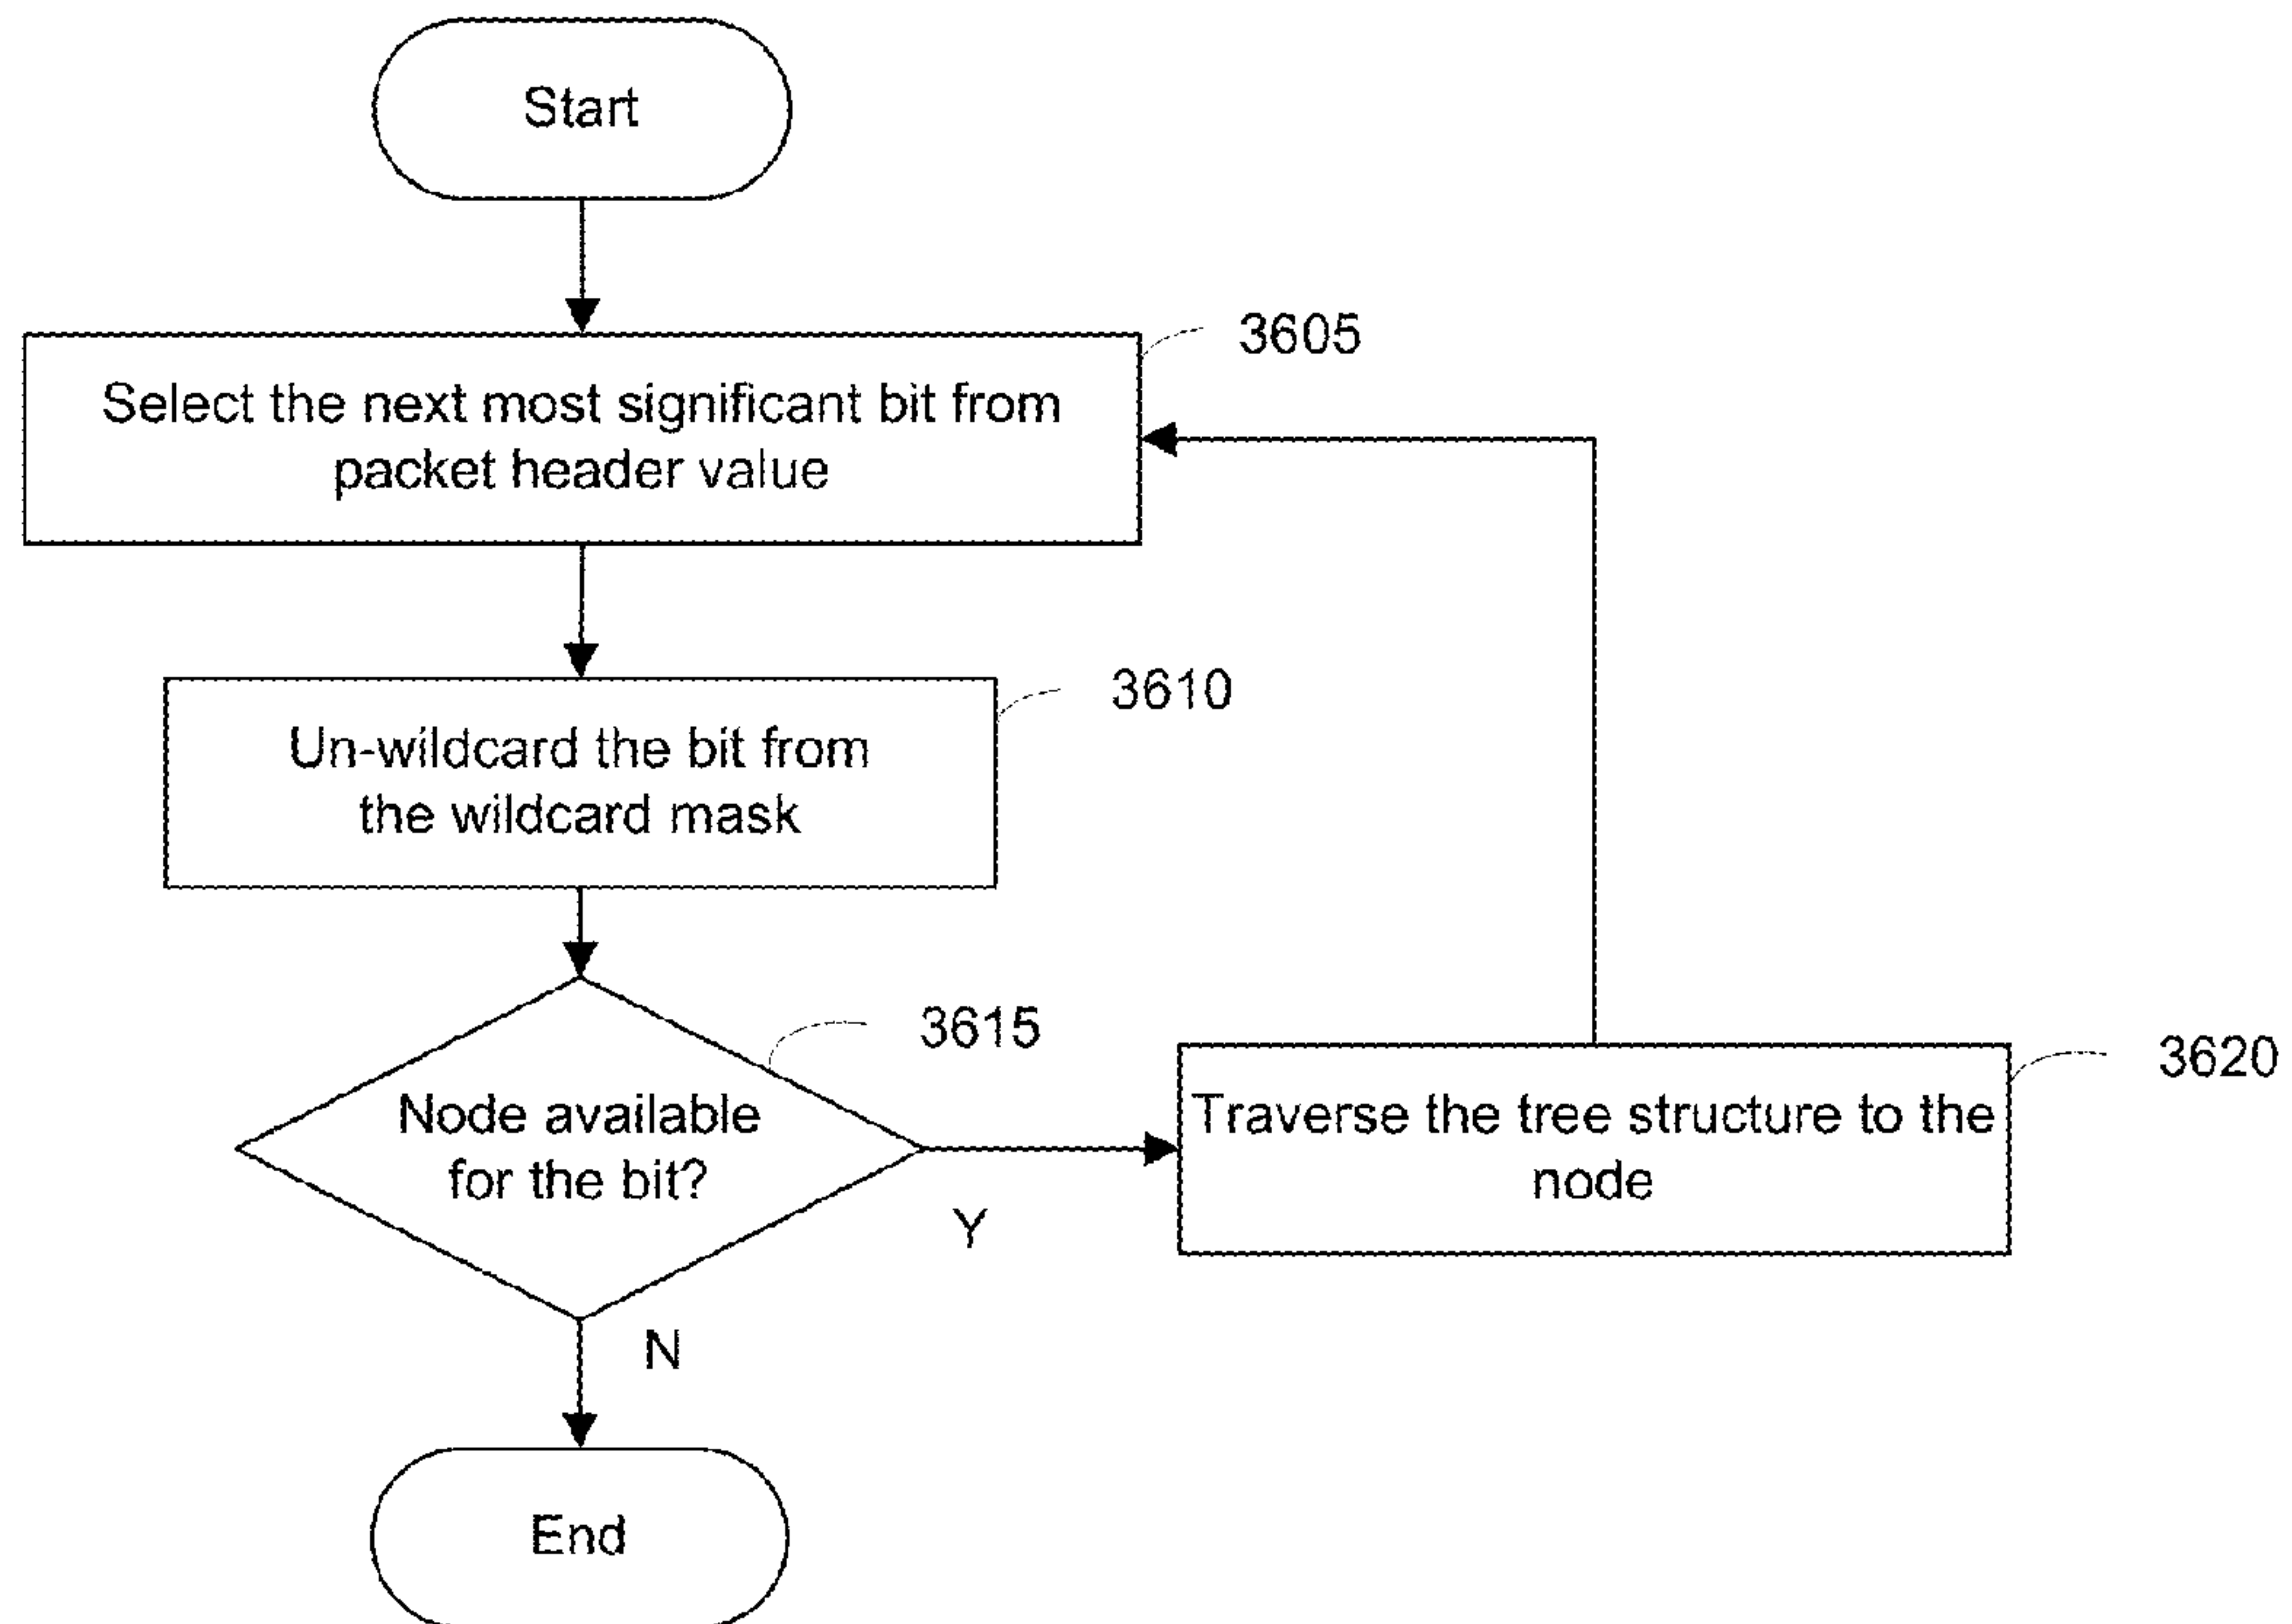 Start
3605
Select the next most significant bit from
packet header value
3610
Un-wildcard the bit from
the wildcard mask
3615
Node available
for the bit?
Y
3620
Traverse the tree structure to the
node
N
End